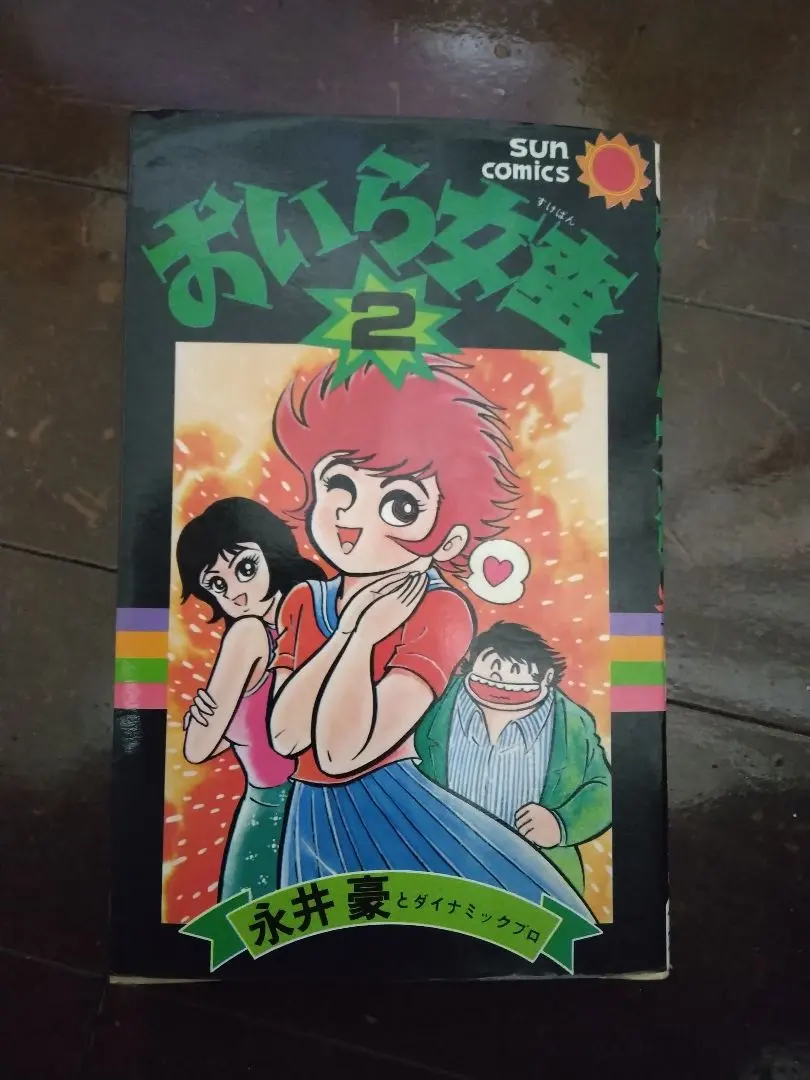 sun
comics
すけばん
おいら女蛮
2
永井豪とダイナミックプロ